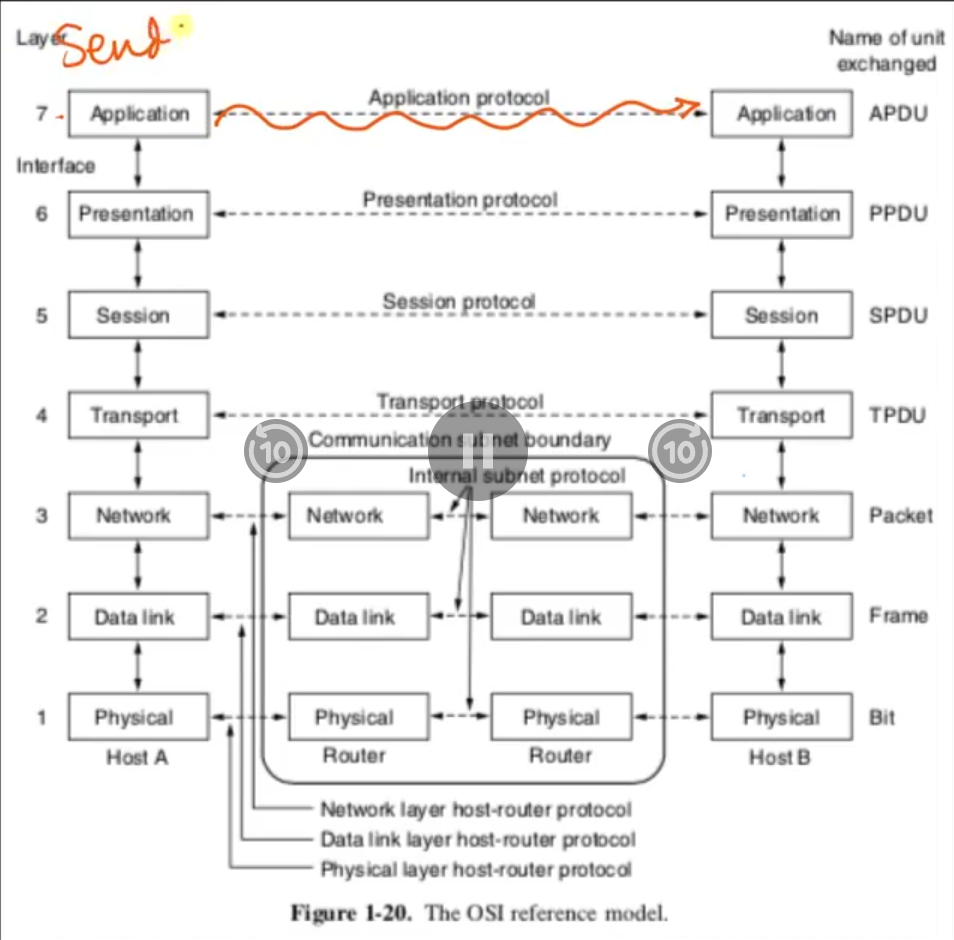 Layer Send Name of unit
exchanged
7 Application Application protocol Application APDU
Interface
6 Presentation Presentation protocol Presentation PPDU
5 Session Session protocol Session SPDU
4 Transport Transport protocol Transport TPDU
10 Communication subnet boundary 10
Internal subnet protocol
3 Network Network Network Network Packet
2 Data link Data link Data link Data link Frame
1 Physical Physical Physical Physical Bit
Host A Router Router Host B
Network layer host-router protocol
Data link layer host-router protocol
Physical layer host-router protocol
Figure 1-20. The OSI reference model.